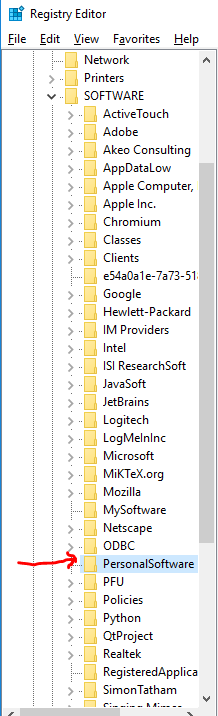 Registry Editor
File Edit View Favorites Help
Network
Printers
SOFTWARE
ActiveTouch
Adobe
Akeo Consulting
AppDataLow
Apple Computer,
Apple Inc.
Chromium
Classes
Clients
e54a0a1e-7a73-518
Google
Hewlett-Packard
IM Providers
Intel
ISI ResearchSoft
JavaSoft
JetBrains
Logitech
LogMeInInc
Microsoft
MiKTeX.org
Mozilla
MySoftware
Netscape
ODBC
PersonalSoftware
PFU
Policies
Python
QtProject
Realtek
RegisteredApplica
SimonTatham